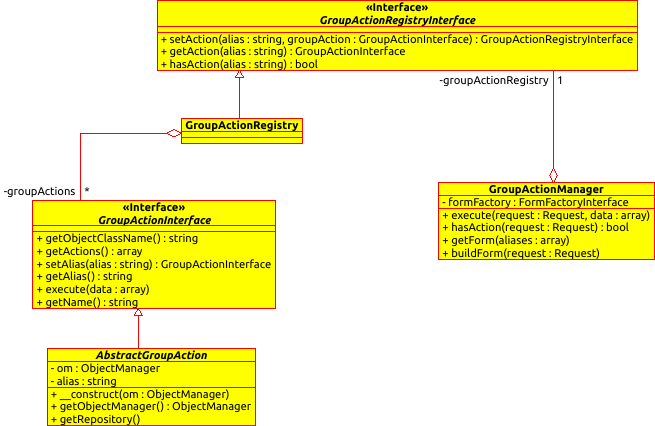 «Interface»
GroupActionRegistryInterface
+ setAction(alias : string, groupAction : GroupActionInterface) : GroupActionRegistryInterface
+ getAction(alias : string) : GroupActionInterface
+ hasAction(alias : string) : bool
-groupActionRegistry 1
GroupActionRegistry
-groupActions *
«Interface»
GroupActionInterface
+ getObjectClassName() : string
+ getActions() : array
+ setAlias(alias : string) : GroupActionInterface
+ getAlias() : string
+ execute(data : array)
+ getName() : string
GroupActionManager
- formFactory : FormFactoryInterface
+ execute(request : Request, data : array)
+ hasAction(request : Request) : bool
+ getForm(aliases : array)
+ buildForm(request : Request)
AbstractGroupAction
- om : ObjectManager
- alias : string
+ __construct(om : ObjectManager)
+ getObjectManager() : ObjectManager
+ getRepository()